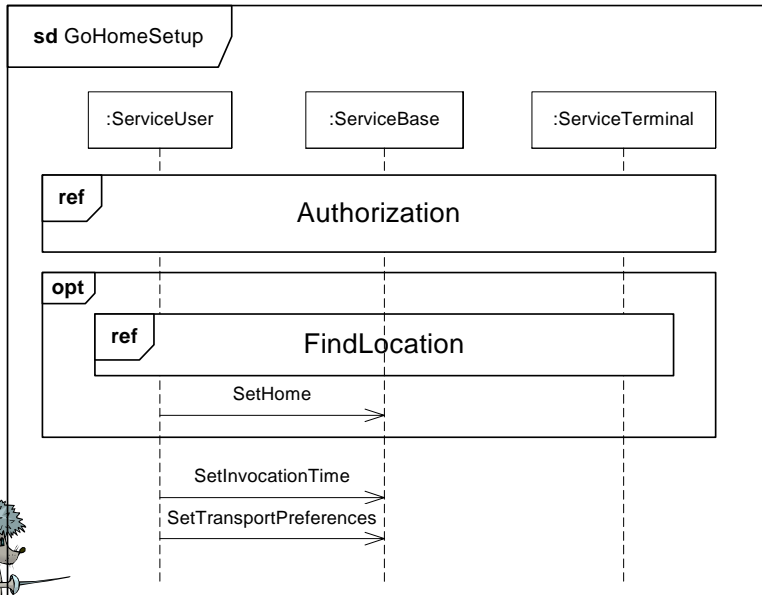 sd GoHomeSetup
:ServiceUser
:ServiceBase
:ServiceTerminal
ref
Authorization
opt
ref
FindLocation
SetHome
SetInvocationTime
SetTransportPreferences